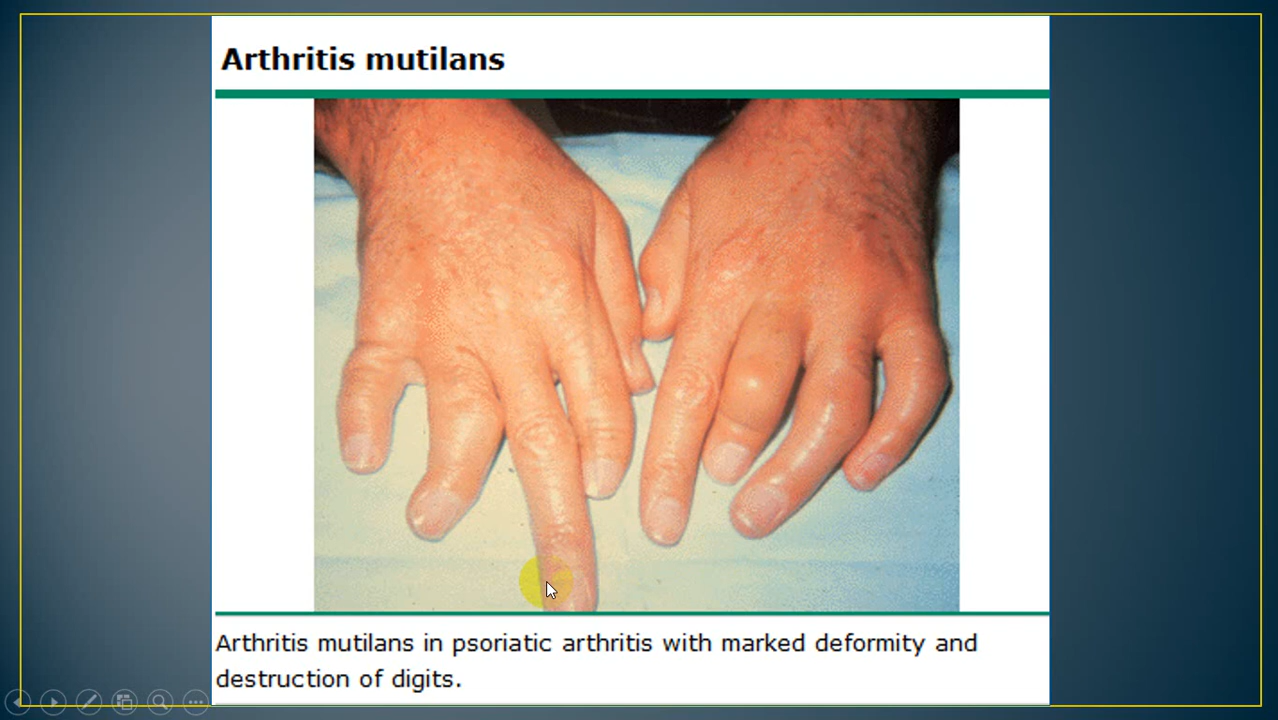 Arthritis mutilans
Arthritis mutilans in psoriatic arthritis with marked deformity and
destruction of digits.